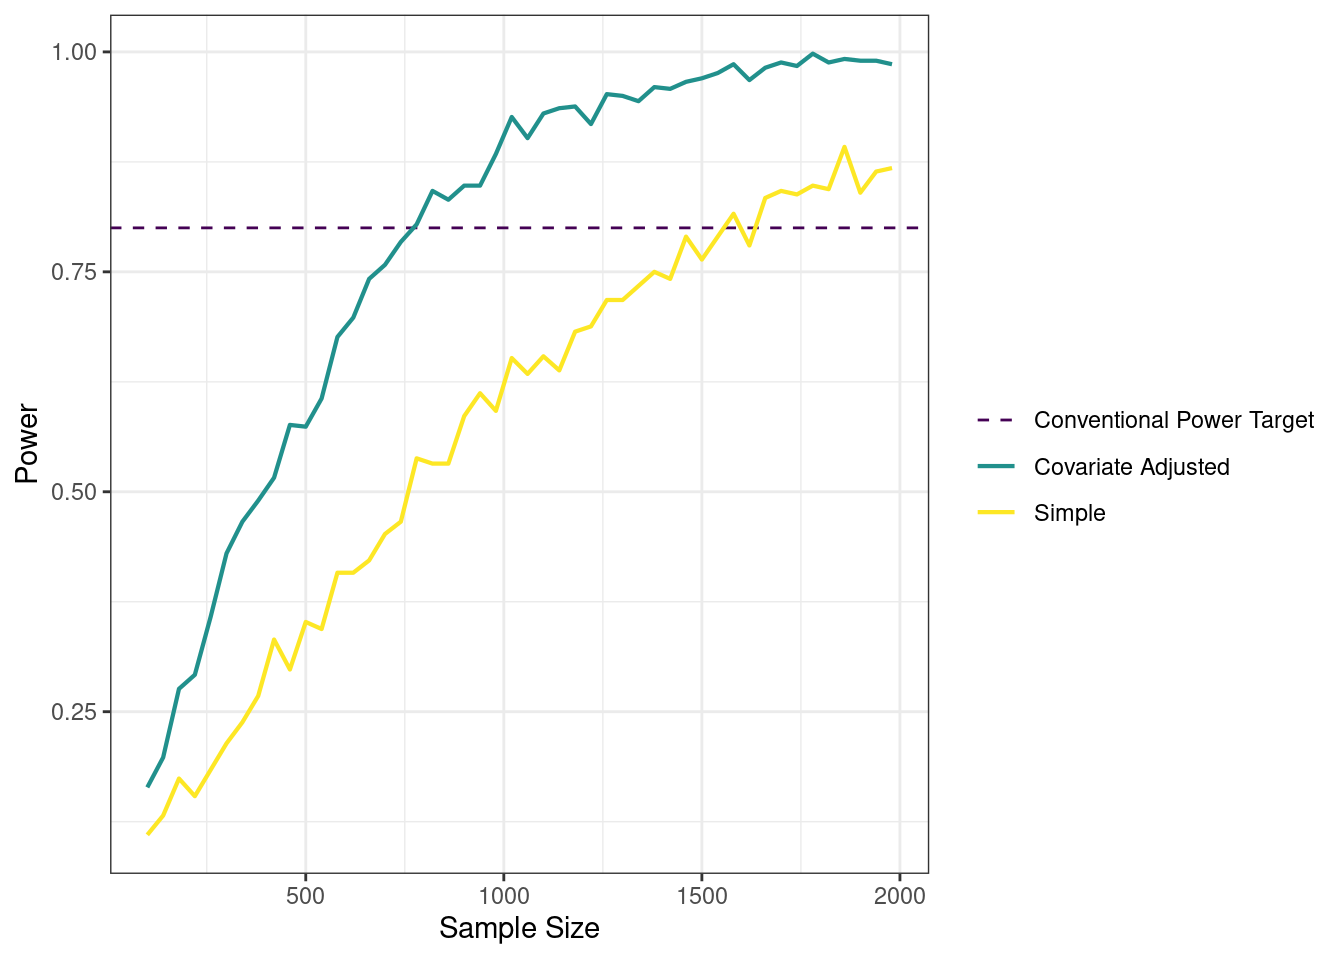 1.00
0.75
0.50
0.25
Power
500 1000 1500 2000
Sample Size
Conventional Power Target
Covariate Adjusted
Simple